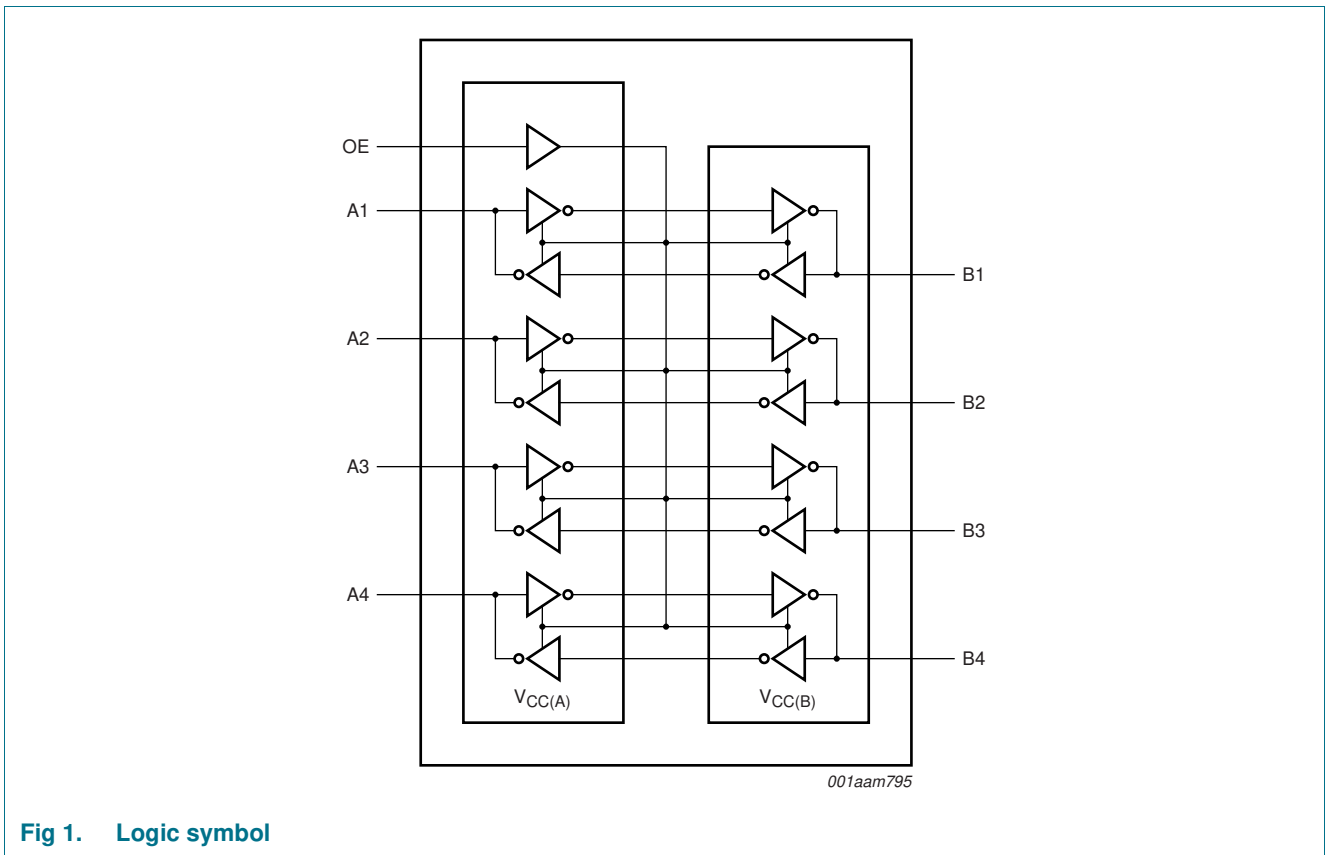 OE
A1
B1
A2
B2
A3
B3
A4
B4
VCC(A) VCC(B)
001aam795
Fig 1. Logic symbol